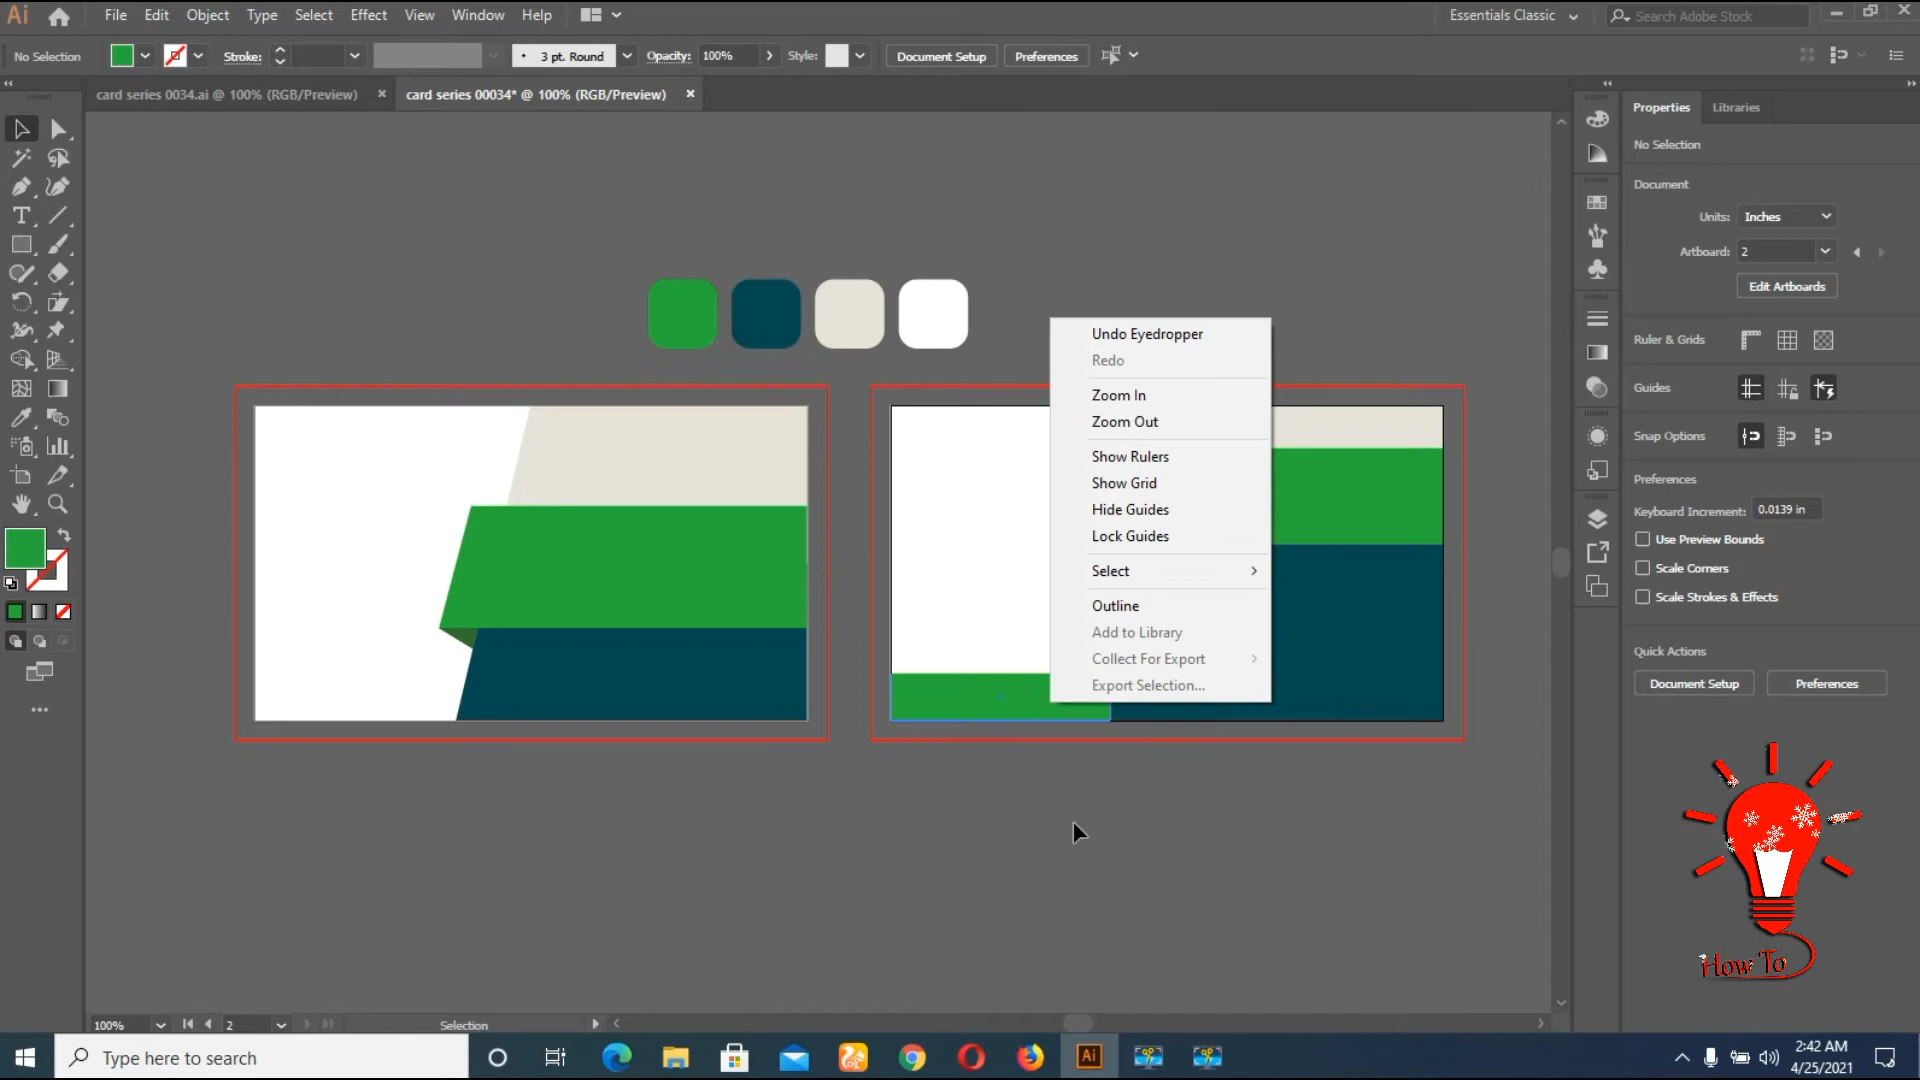 Ai File Edit Object Type Select Effect View Window Help Essentials Classic Search Adobe Stock
No Selection Stroke: 3 pt. Round Opacity: 100% Style: Document Setup Preferences
card series 0034.ai @ 100% (RGB/Preview) × card series 00034* @ 100% (RGB/Preview) ×
Properties Libraries
No Selection
Document
Units: Inches
Artboard: 2
Edit Artboards
Ruler & Grids
Guides
Snap Options
Preferences
Keyboard Increment: 0.0139 in
Use Preview Bounds
Scale Corners
Scale Strokes & Effects
Quick Actions
Document Setup Preferences
Undo Eyedropper
Redo
Zoom In
Zoom Out
Show Rulers
Show Grid
Hide Guides
Lock Guides
Select
Outline
Add to Library
Collect For Export
Export Selection...
How To
100% 2 Selection
Type here to search
Ai
2:42 AM
4/25/2021